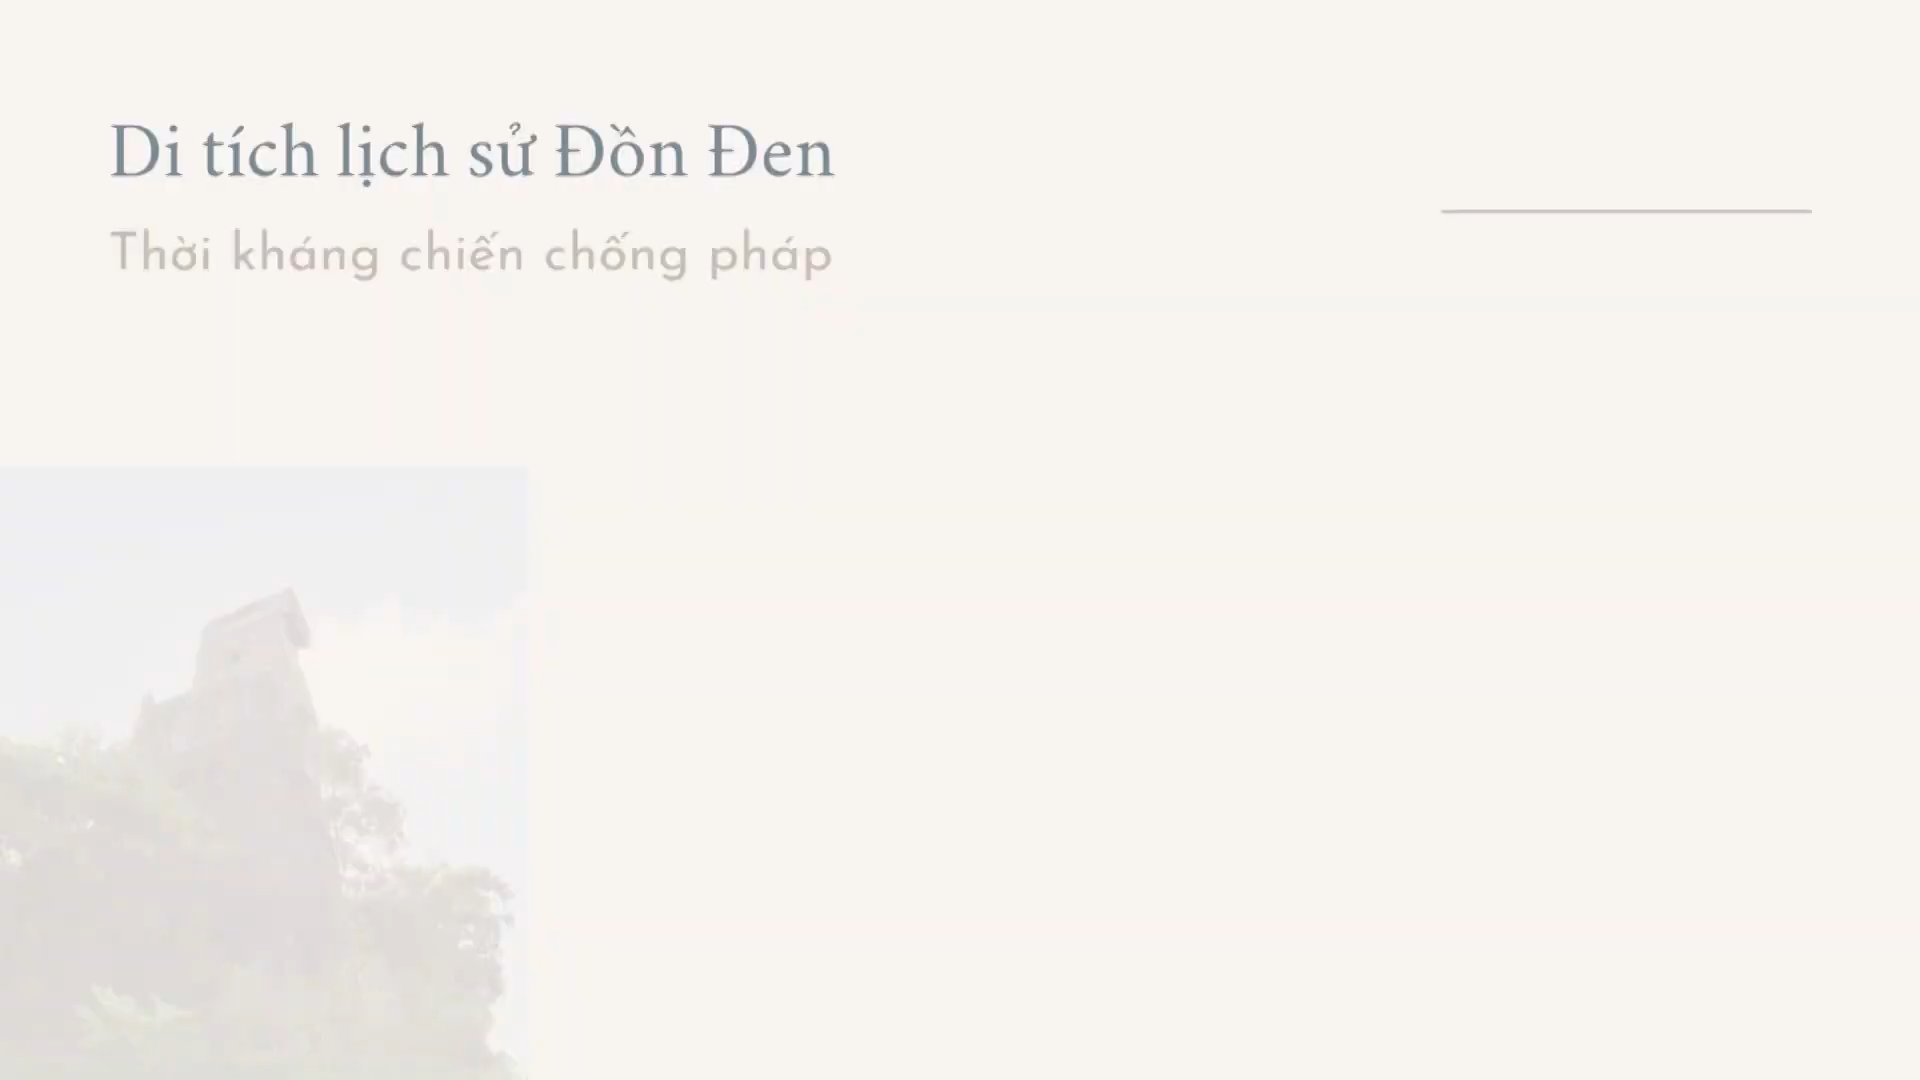 Di tích lịch sử Đồn Đen
Thời kháng chiến chống pháp